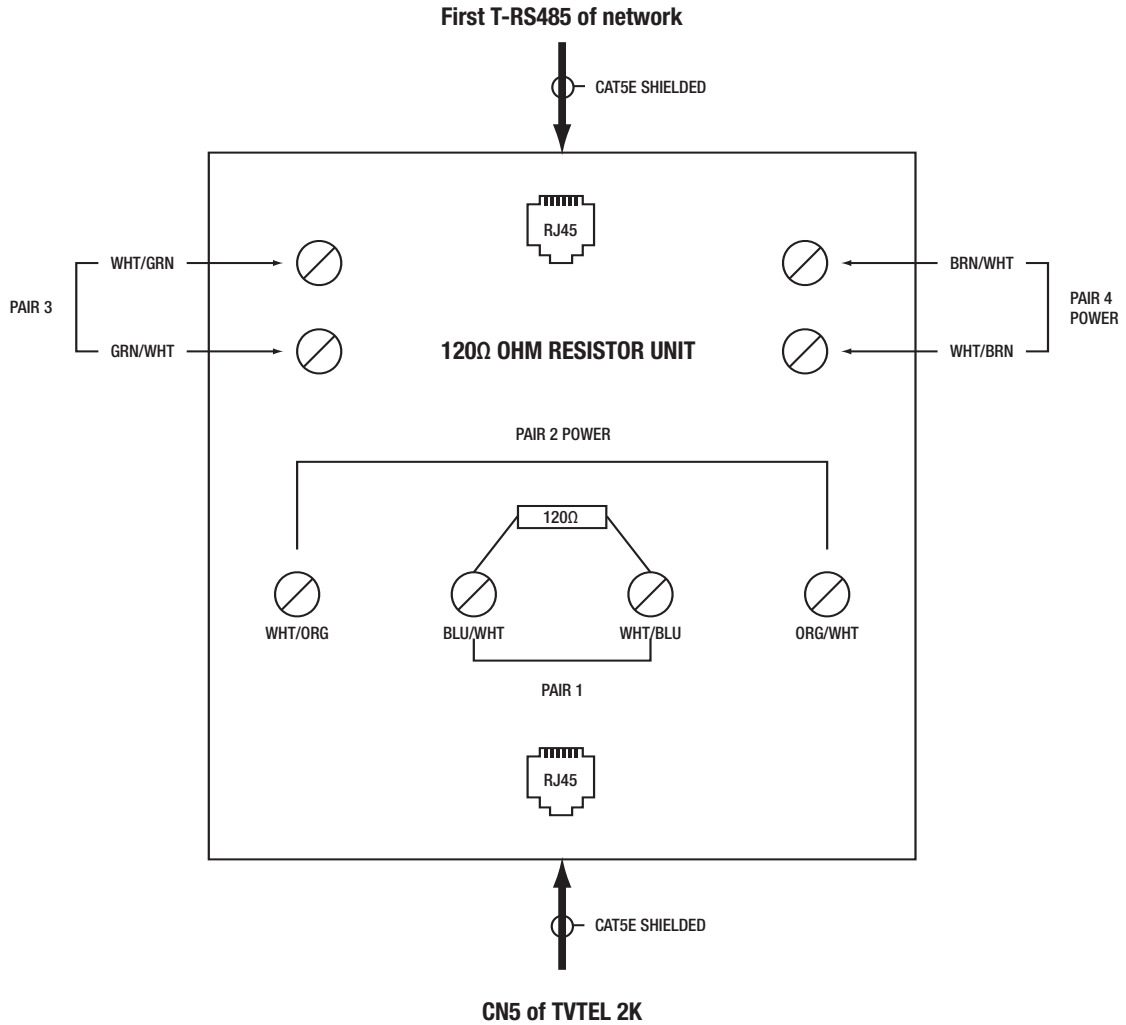 First T-RS485 of network
CAT5E SHIELDED
RJ45
WHT/GRN
BRN/WHT
PAIR 3
PAIR 4
POWER
GRN/WHT
120Ω OHM RESISTOR UNIT
WHT/BRN
PAIR 2 POWER
120Ω
WHT/ORG
BLU/WHT
WHT/BLU
ORG/WHT
PAIR 1
RJ45
CAT5E SHIELDED
CN5 of TVTEL 2K